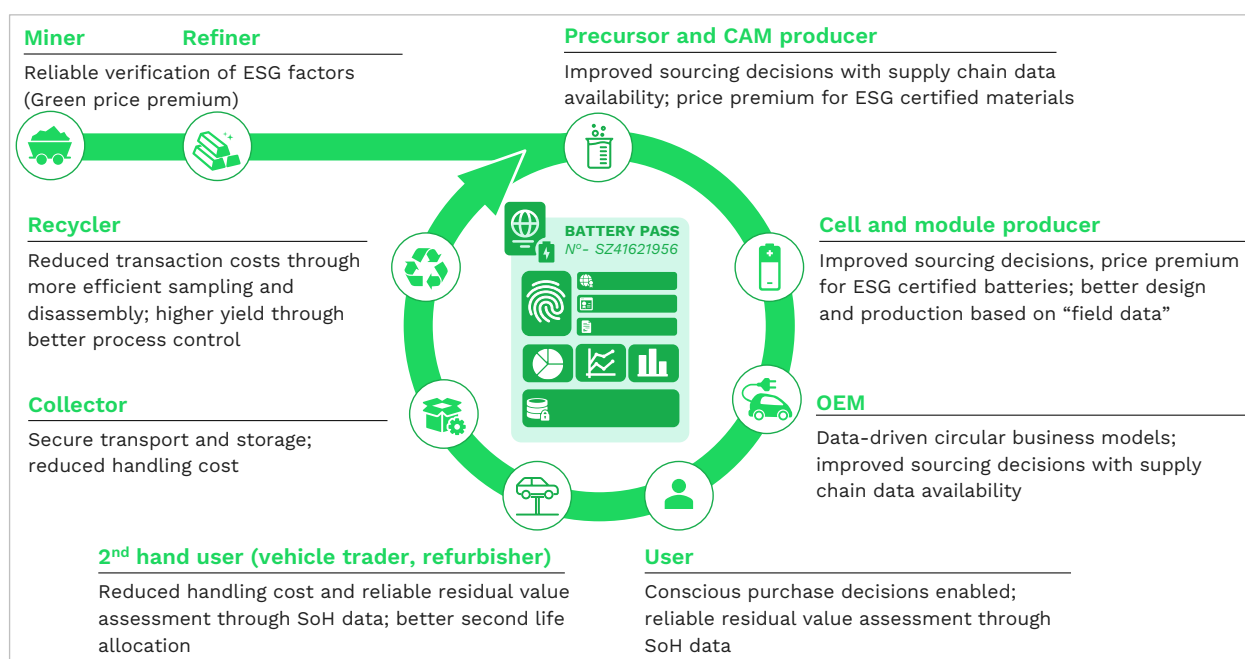 Miner Refiner
Reliable verification of ESG factors
(Green price premium)
Precursor and CAM producer
Improved sourcing decisions with supply chain data
availability; price premium for ESG certified materials
Recycler
Reduced transaction costs through
more efficient sampling and
disassembly; higher yield through
better process control
BATTERY PASS
Nº- SZ41621956
Cell and module producer
Improved sourcing decisions, price premium
for ESG certified batteries; better design
and production based on “field data”
Collector
Secure transport and storage;
reduced handling cost
OEM
Data-driven circular business models;
improved sourcing decisions with supply
chain data availability
2nd hand user (vehicle trader, refurbisher)
Reduced handling cost and reliable residual value
assessment through SoH data; better second life
allocation
User
Conscious purchase decisions enabled;
reliable residual value assessment through
SoH data